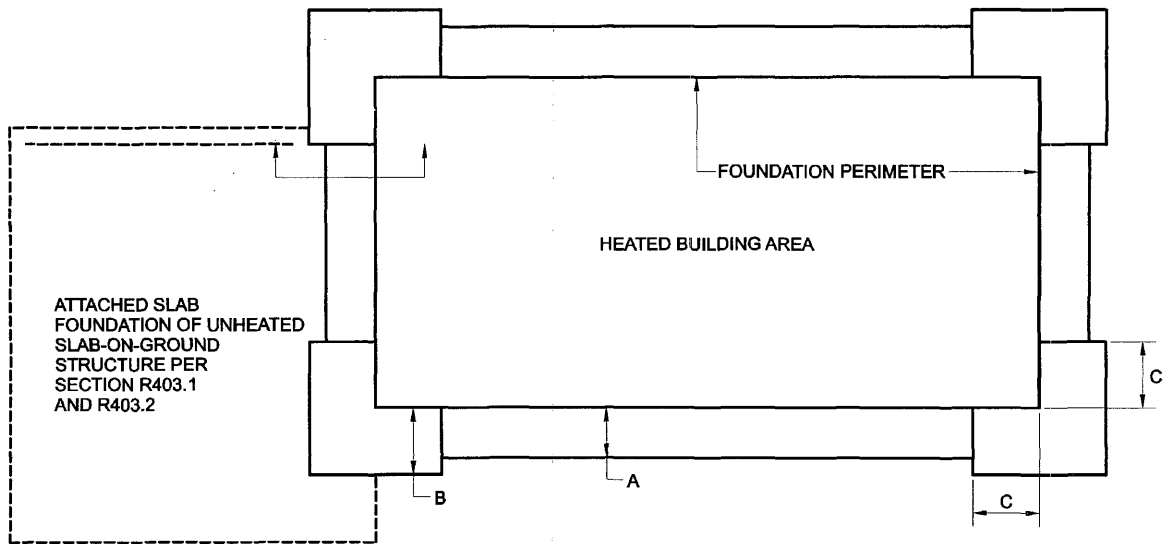 FOUNDATION PERIMETER
HEATED BUILDING AREA
ATTACHED SLAB
FOUNDATION OF UNHEATED
SLAB-ON-GROUND
STRUCTURE PER
SECTION R403.1
AND R403.2
C
A
B
C